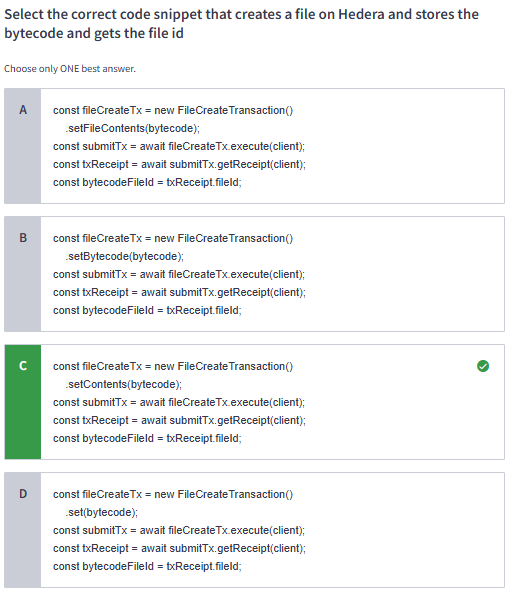 Select the correct code snippet that creates a file on Hedera and stores the
bytecode and gets the file id
Choose only ONE best answer.
A
const fileCreateTx = new FileCreateTransaction()
.setFileContents(bytecode);
const submitTx = await fileCreateTx.execute(client);
const txReceipt = await submitTx.getReceipt(client);
const bytecodeFileId = txReceipt.fileId;
B
const fileCreateTx = new FileCreateTransaction()
.setBytecode(bytecode);
const submitTx = await fileCreateTx.execute(client);
const txReceipt = await submitTx.getReceipt(client);
const bytecodeFileId = txReceipt.fileId;
C
const fileCreateTx = new FileCreateTransaction()
.setContents(bytecode);
const submitTx = await fileCreateTx.execute(client);
const txReceipt = await submitTx.getReceipt(client);
const bytecodeFileId = txReceipt.fileId;
D
const fileCreateTx = new FileCreateTransaction()
.set(bytecode);
const submitTx = await fileCreateTx.execute(client);
const txReceipt = await submitTx.getReceipt(client);
const bytecodeFileId = txReceipt.fileId;